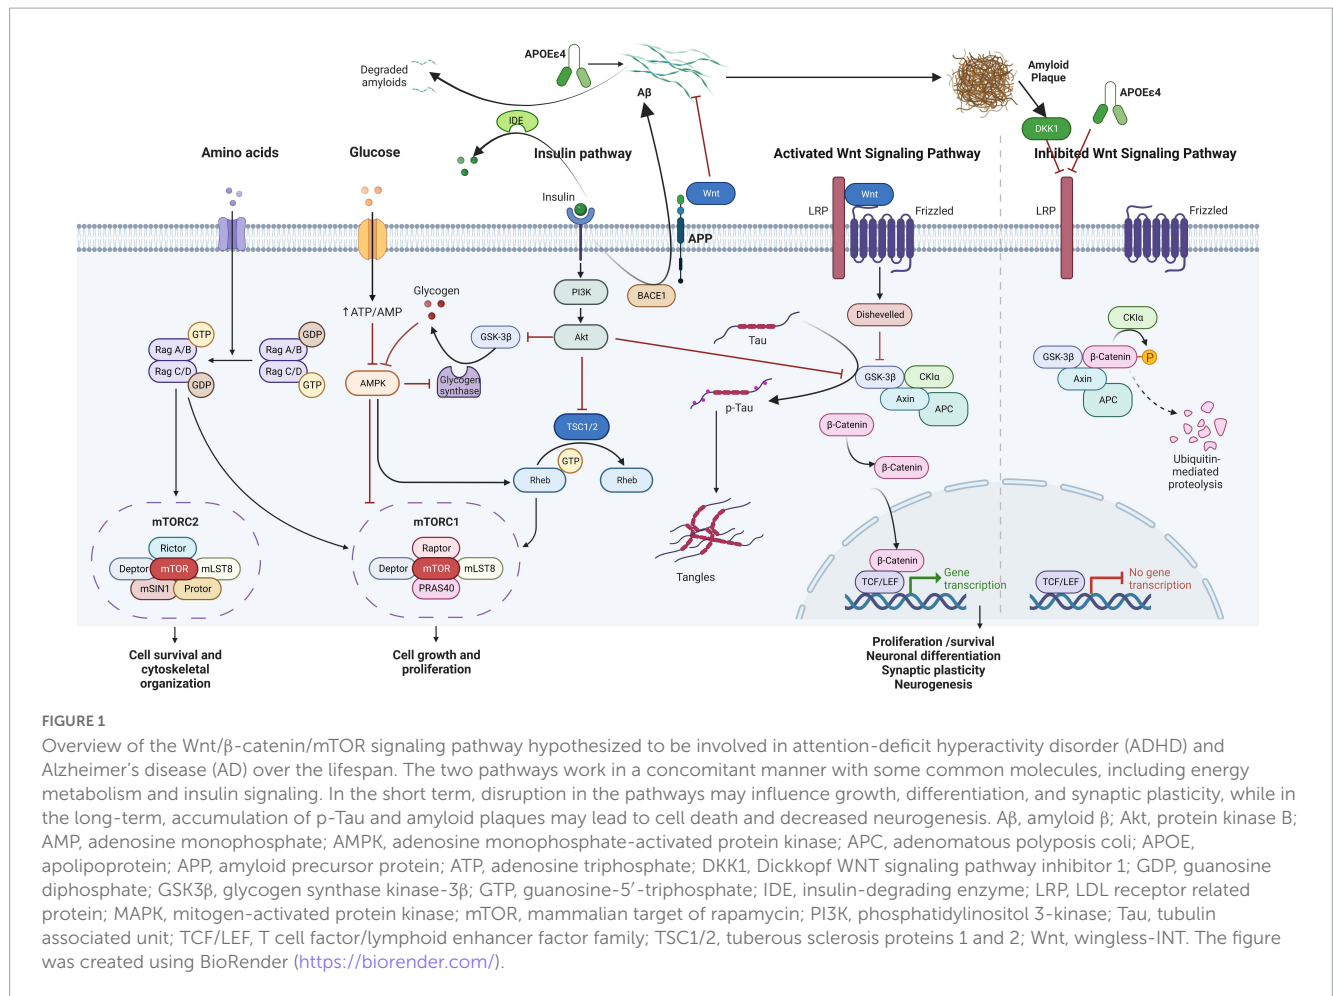 APOEε4
Degraded
amyloids
Aβ
Amyloid
Plaque
APOEε4
IDE
DKK1
Amino acids
Glucose
Insulin pathway
Activated Wnt Signaling Pathway
Inhibited Wnt Signaling Pathway
Insulin
Wnt
LRP
Wnt
Frizzled
LRP
Frizzled
APP
PI3K
BACE1
Glycogen
↑ATP/AMP
GTP
GDP
Rag A/B
Rag C/D
GDP
Rag A/B
Rag C/D
GTP
GSK-3β
Akt
Tau
Dishevelled
CKIα
GSK-3β
β-Catenin
P
Axin
APC
AMPK
Glycogen
synthase
GSK-3β
CKIα
Axin
APC
p-Tau
TSC1/2
β-Catenin
GTP
Rheb
Rheb
β-Catenin
Ubiquitin-
mediated
proteolysis
mTORC2
Rictor
Deptor
mTOR
mLST8
mSIN1
Protor
mTORC1
Raptor
Deptor
mTOR
mLST8
PRAS40
Tangles
β-Catenin
TCF/LEF
Gene
transcription
TCF/LEF
No gene
transcription
Cell survival and
cytoskeletal
organization
Cell growth and
proliferation
Proliferation /survival
Neuronal differentiation
Synaptic plasticity
Neurogenesis
FIGURE 1
Overview of the Wnt/β-catenin/mTOR signaling pathway hypothesized to be involved in attention-deficit hyperactivity disorder (ADHD) and
Alzheimer's disease (AD) over the lifespan. The two pathways work in a concomitant manner with some common molecules, including energy
metabolism and insulin signaling. In the short term, disruption in the pathways may influence growth, differentiation, and synaptic plasticity, while in
the long-term, accumulation of p-Tau and amyloid plaques may lead to cell death and decreased neurogenesis. Aβ, amyloid β; Akt, protein kinase B;
AMP, adenosine monophosphate; AMPK, adenosine monophosphate-activated protein kinase; APC, adenomatous polyposis coli; APOE,
apolipoprotein; APP, amyloid precursor protein; ATP, adenosine triphosphate; DKK1, Dickkopf WNT signaling pathway inhibitor 1; GDP, guanosine
diphosphate; GSK3β, glycogen synthase kinase-3β; GTP, guanosine-5′-triphosphate; IDE, insulin-degrading enzyme; LRP, LDL receptor related
protein; MAPK, mitogen-activated protein kinase; mTOR, mammalian target of rapamycin; PI3K, phosphatidylinositol 3-kinase; Tau, tubulin
associated unit; TCF/LEF, T cell factor/lymphoid enhancer factor family; TSC1/2, tuberous sclerosis proteins 1 and 2; Wnt, wingless-INT. The figure
was created using BioRender (https://biorender.com/).